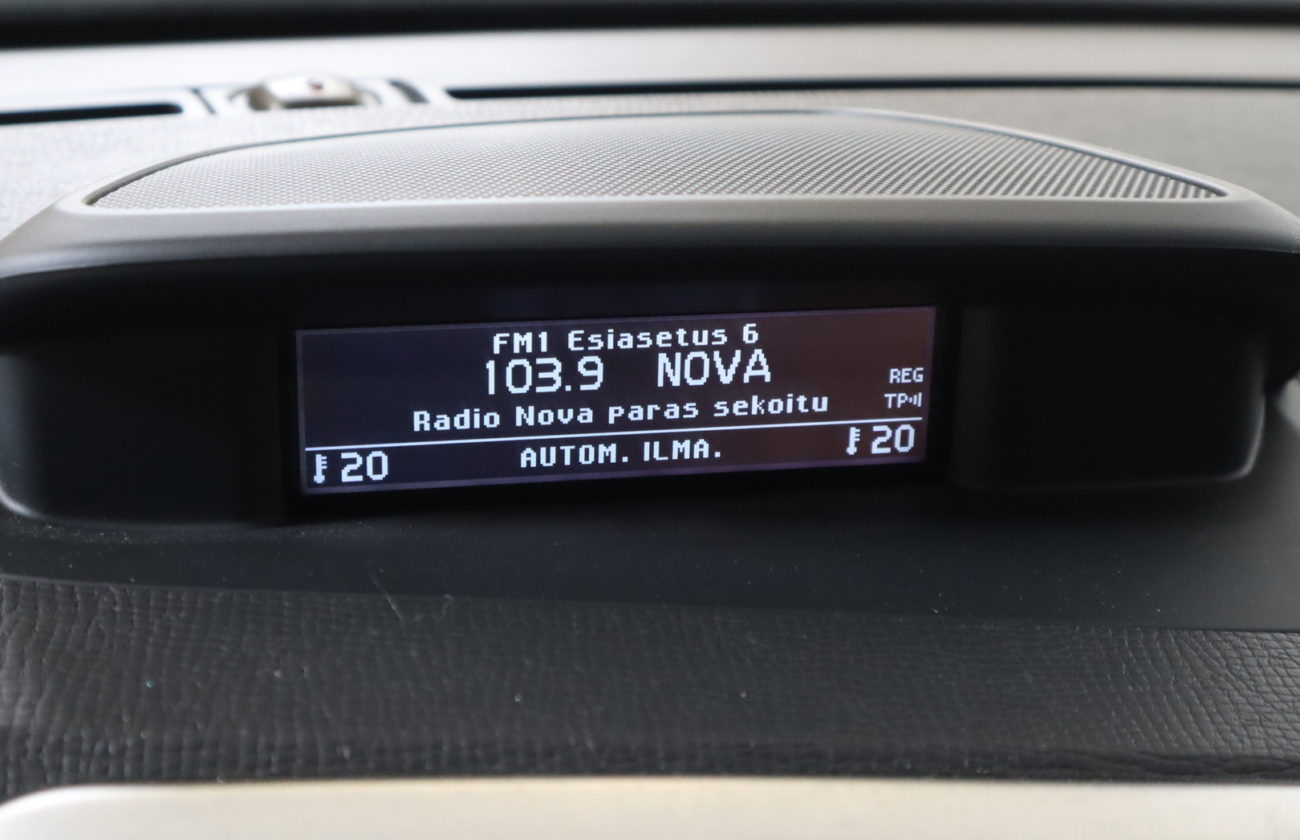 FM1 Esiasetus 6
103.9 NOVA
REG
Radio Nova paras sekoitu
TP
20 AUTOM. ILMA. 20